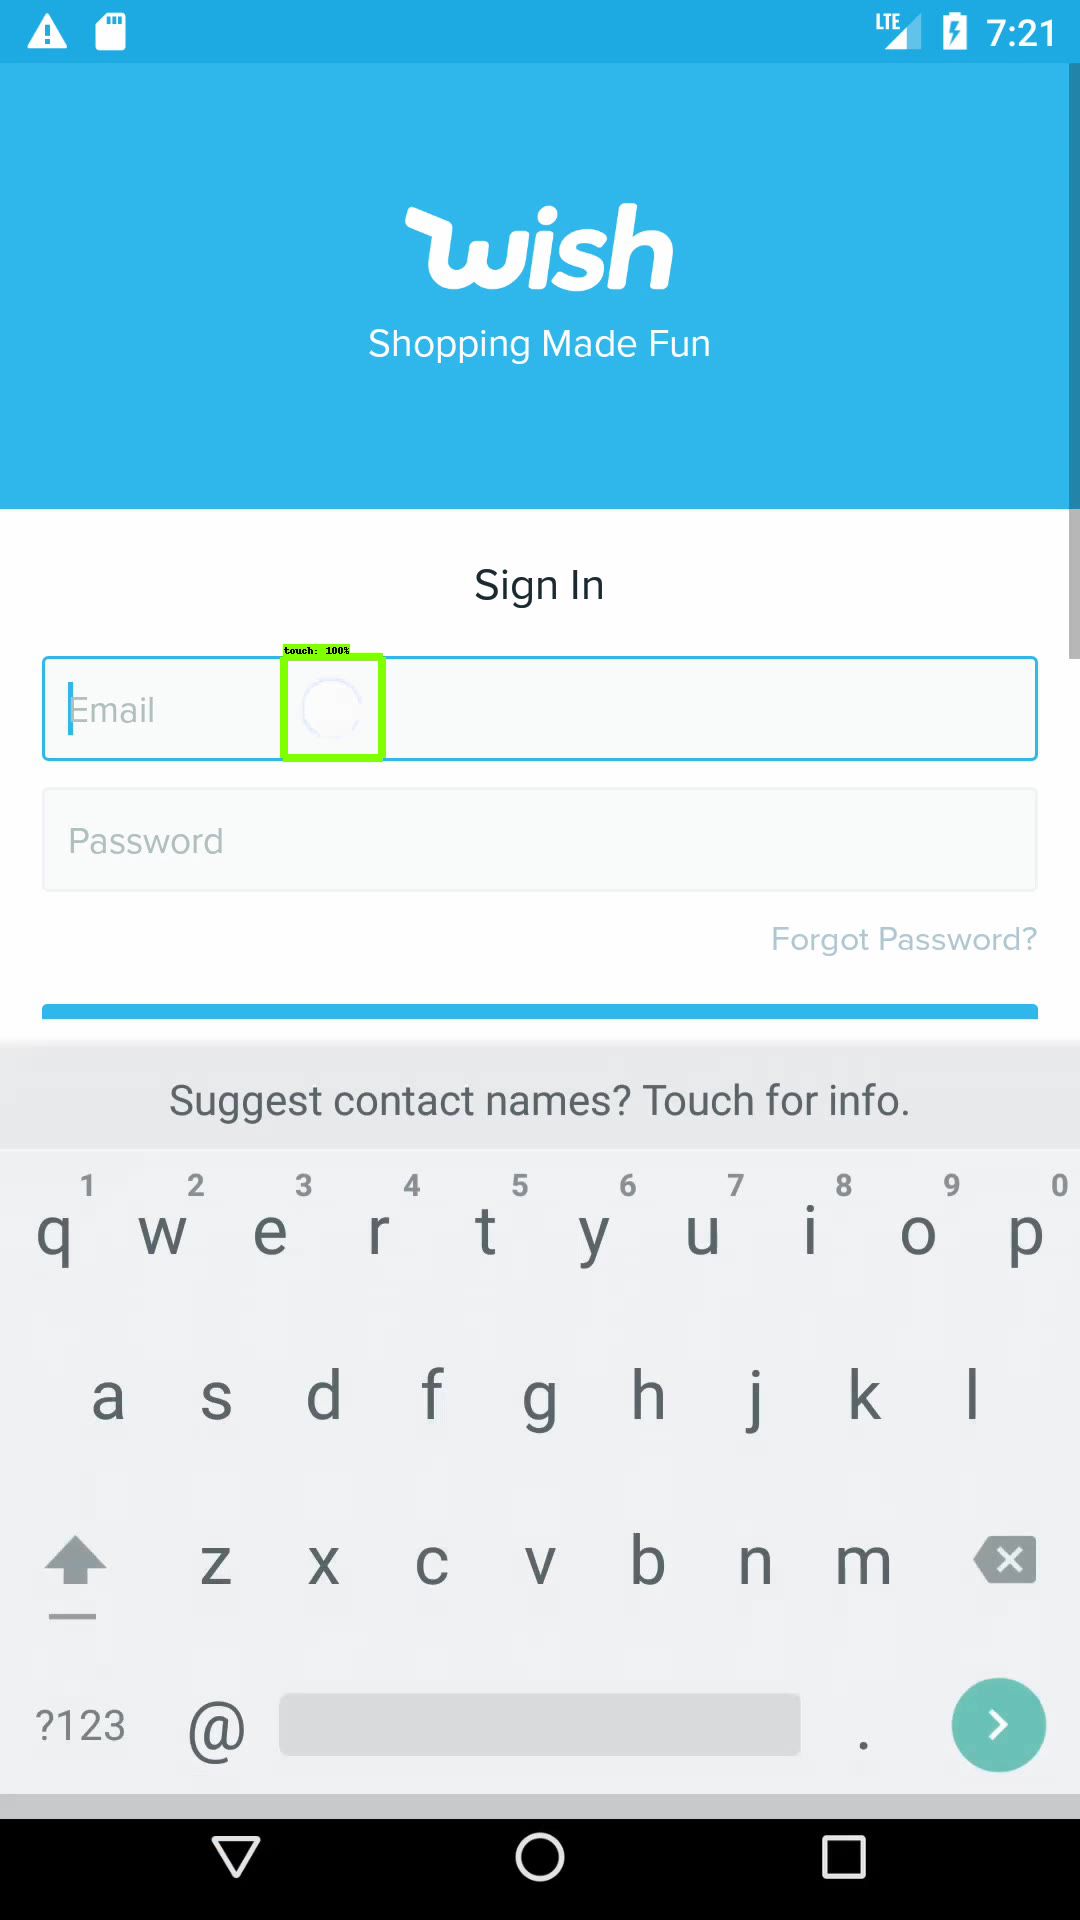 LTE 7:21
wish
Shopping Made Fun
Sign In
touch: 100%
Email
Password
Forgot Password?
Suggest contact names? Touch for info.
1 2 3 4 5 6 7 8 9 0
q w e r t y u i o p
a s d f g h j k l
z x c v b n m
?123 @ .